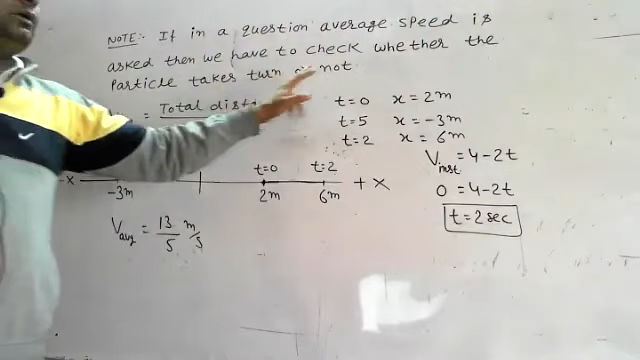 NOTE:- If in a question average speed is
asked then we have to check whether the
Particle takes turn not
= Total dist
t=0 x = 2m
t=5 x = -3m
t=2 x = 6m
V inst = 4-2t
0 = 4-2t
t = 2 sec
t=0 t=2
-x -3m 2m 6m + x
Vavg = 13/5 m/s